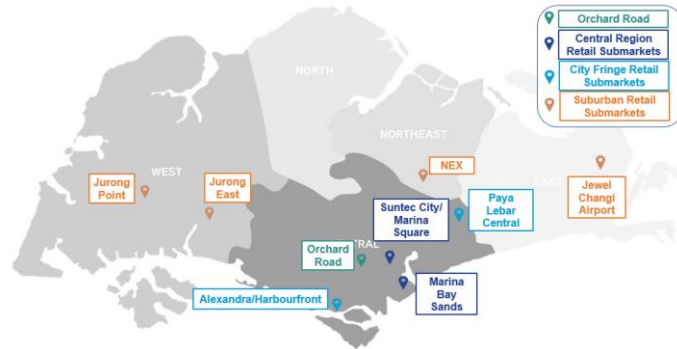 Orchard Road
Central Region
Retail Submarkets
City Fringe Retail
Submarkets
Suburban Retail
Submarkets
NORTH
NORTHEAST
WEST
EAST
TRAL
Jurong
Point
Jurong
East
NEX
Suntec City/
Marina
Square
Paya
Lebar
Central
Jewel
Changi
Airport
Orchard
Road
Marina
Bay
Sands
Alexandra/Harbourfront